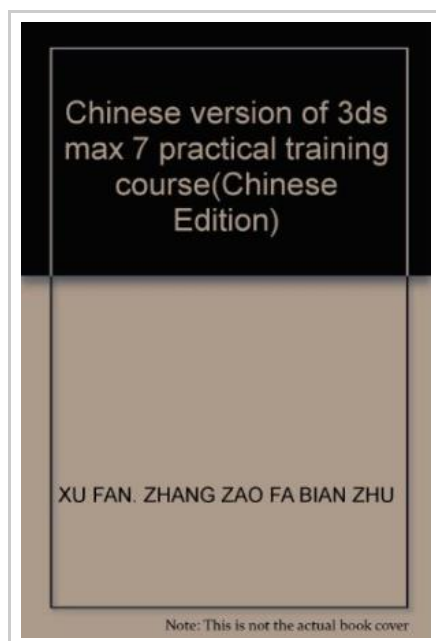 Chinese version of 3ds
max 7 practical training
course(Chinese
Edition)
XU FAN. ZHANG ZAO FA BIAN ZHU
Note: This is not the actual book cover